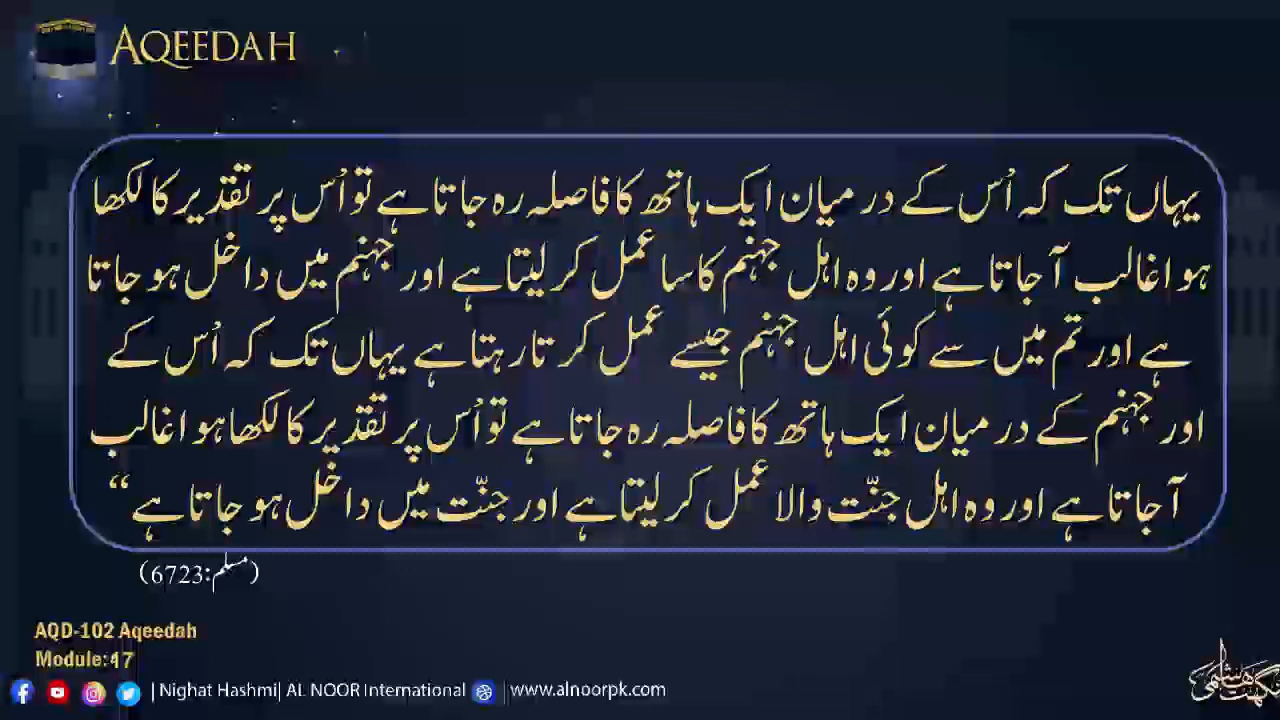 AQEEDAH
یہاں تک کہ اُس کے درمیان ایک ہاتھ کا فاصلہ رہ جاتا ہے تو اُس پر تقدیر کا لکھا
ہوا غالب آ جاتا ہے اور وہ اہل جہنم کا سا عمل کر لیتا ہے اور جہنم میں داخل ہو جاتا
ہے اور تم میں سے کوئی اہل جہنم جیسے عمل کرتا رہتا ہے یہاں تک کہ اُس کے
اور جہنم کے درمیان ایک ہاتھ کا فاصلہ رہ جاتا ہے تو اُس پر تقدیر کا لکھا ہوا غالب
آ جاتا ہے اور وہ اہل جنّت والا عمل کر لیتا ہے اور جنّت میں داخل ہو جاتا ہے“
(مسلم:6723)
AQD-102 Aqeedah
Module:47
| Nighat Hashmi| AL NOOR International | www.alnoorpk.com
نگہت ہاشمی